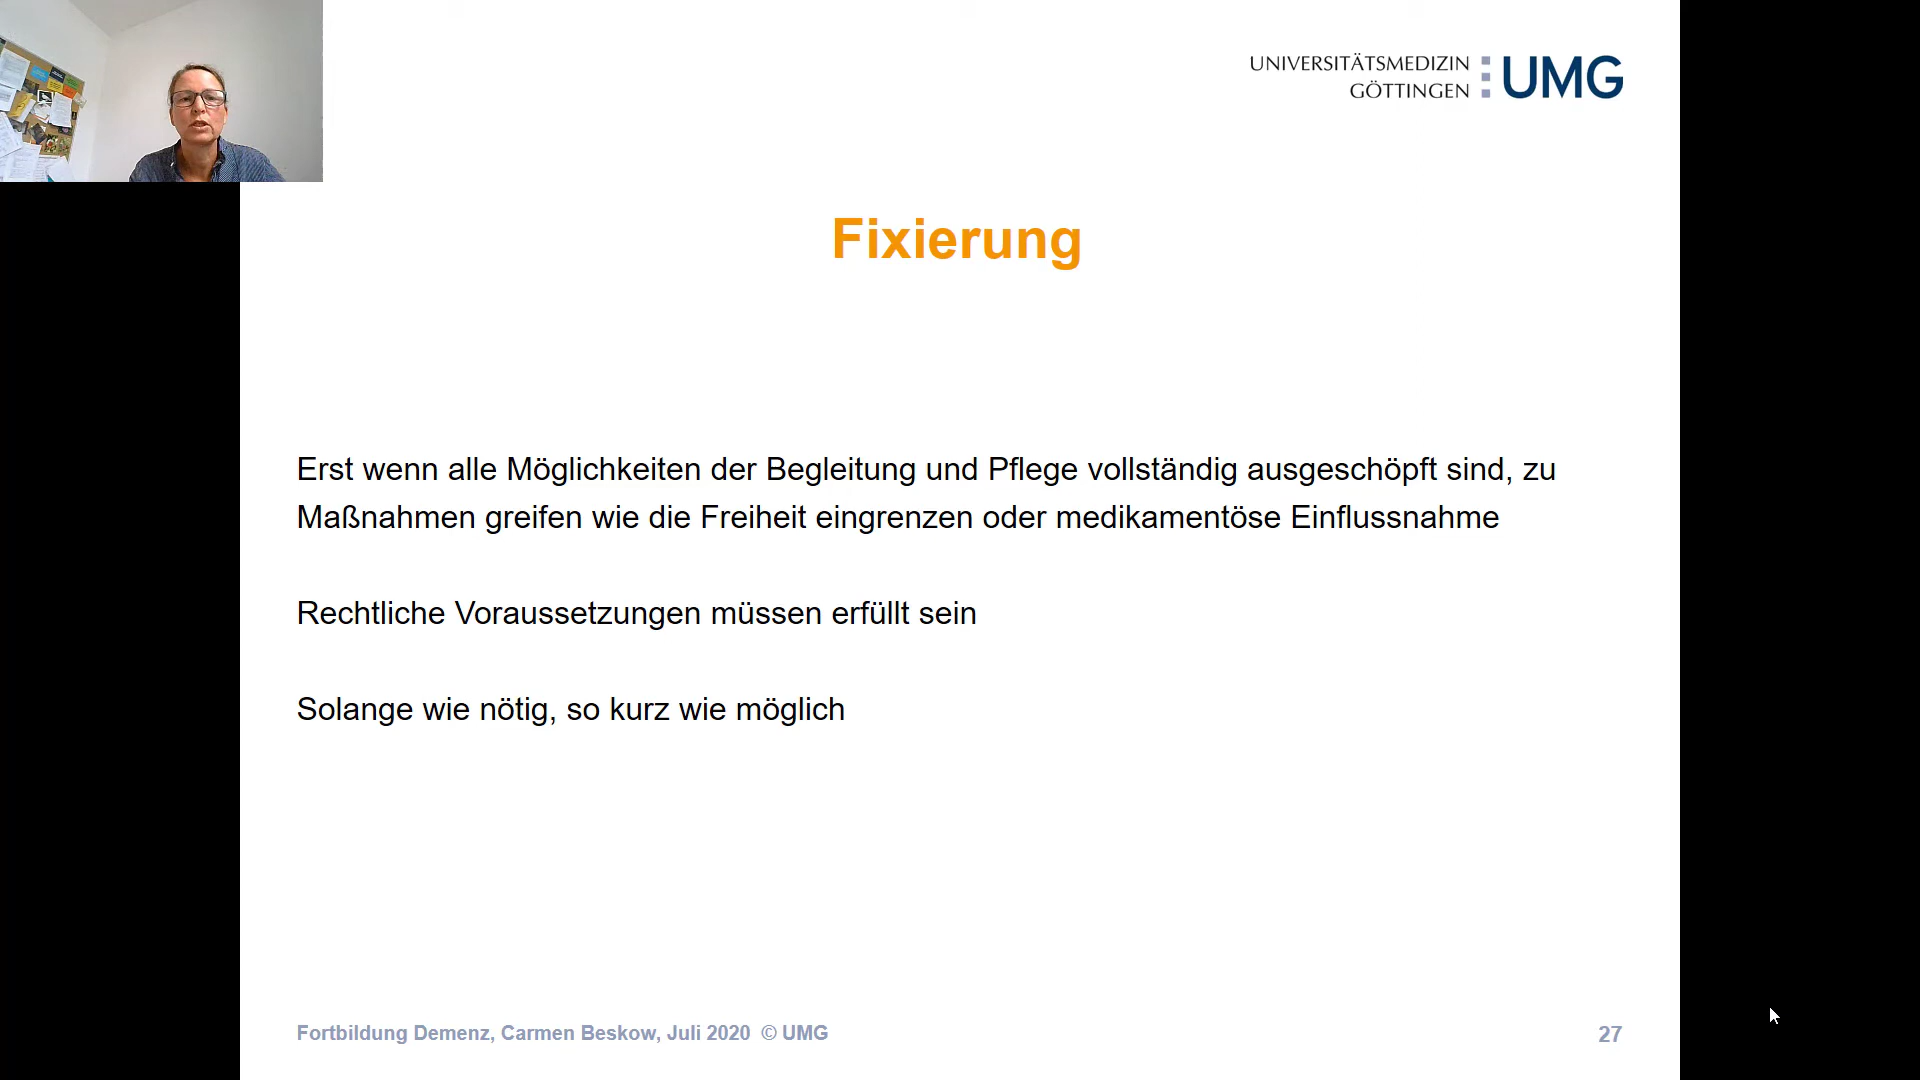 UNIVERSITÄTSMEDIZIN
GÖTTINGEN
UMG
Fixierung
Erst wenn alle Möglichkeiten der Begleitung und Pflege vollständig ausgeschöpft sind, zu
Maßnahmen greifen wie die Freiheit eingrenzen oder medikamentöse Einflussnahme
Rechtliche Voraussetzungen müssen erfüllt sein
Solange wie nötig, so kurz wie möglich
Fortbildung Demenz, Carmen Beskow, Juli 2020 © UMG
27